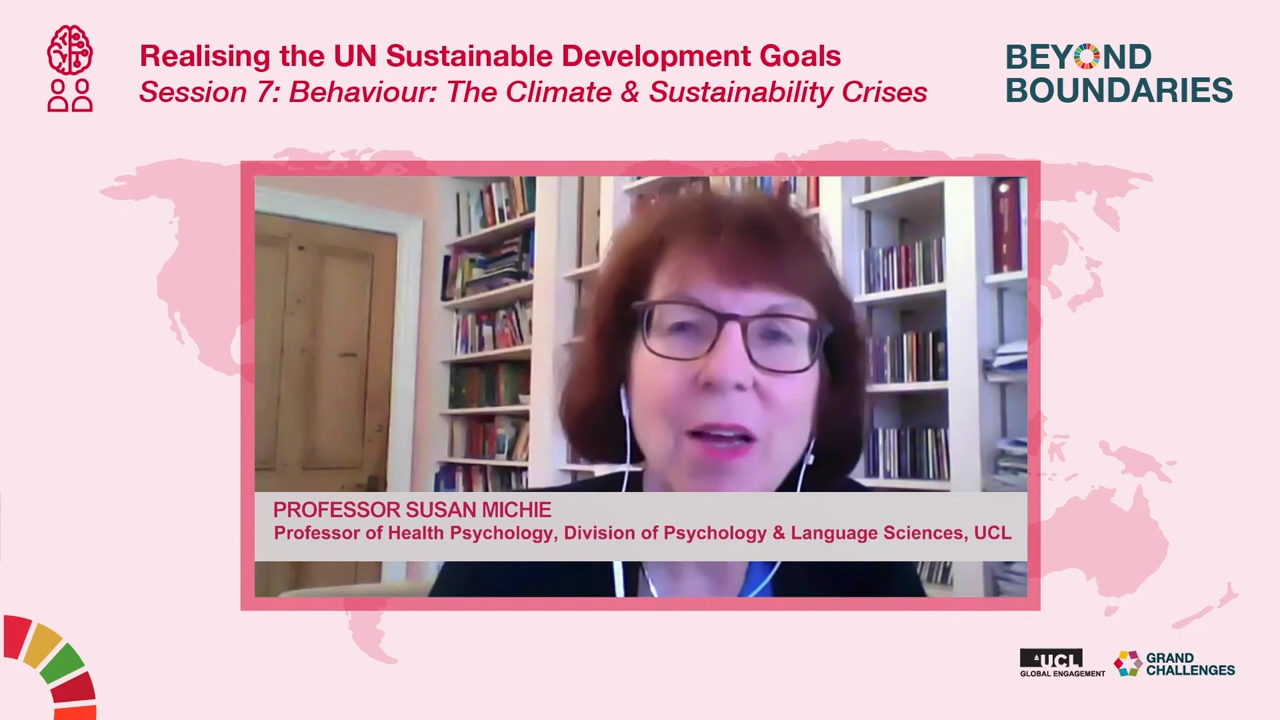 Realising the UN Sustainable Development Goals
Session 7: Behaviour: The Climate & Sustainability Crises
BEYOND
BOUNDARIES
PROFESSOR SUSAN MICHIE
Professor of Health Psychology, Division of Psychology & Language Sciences, UCL
UCL
GLOBAL ENGAGEMENT
GRAND
CHALLENGES